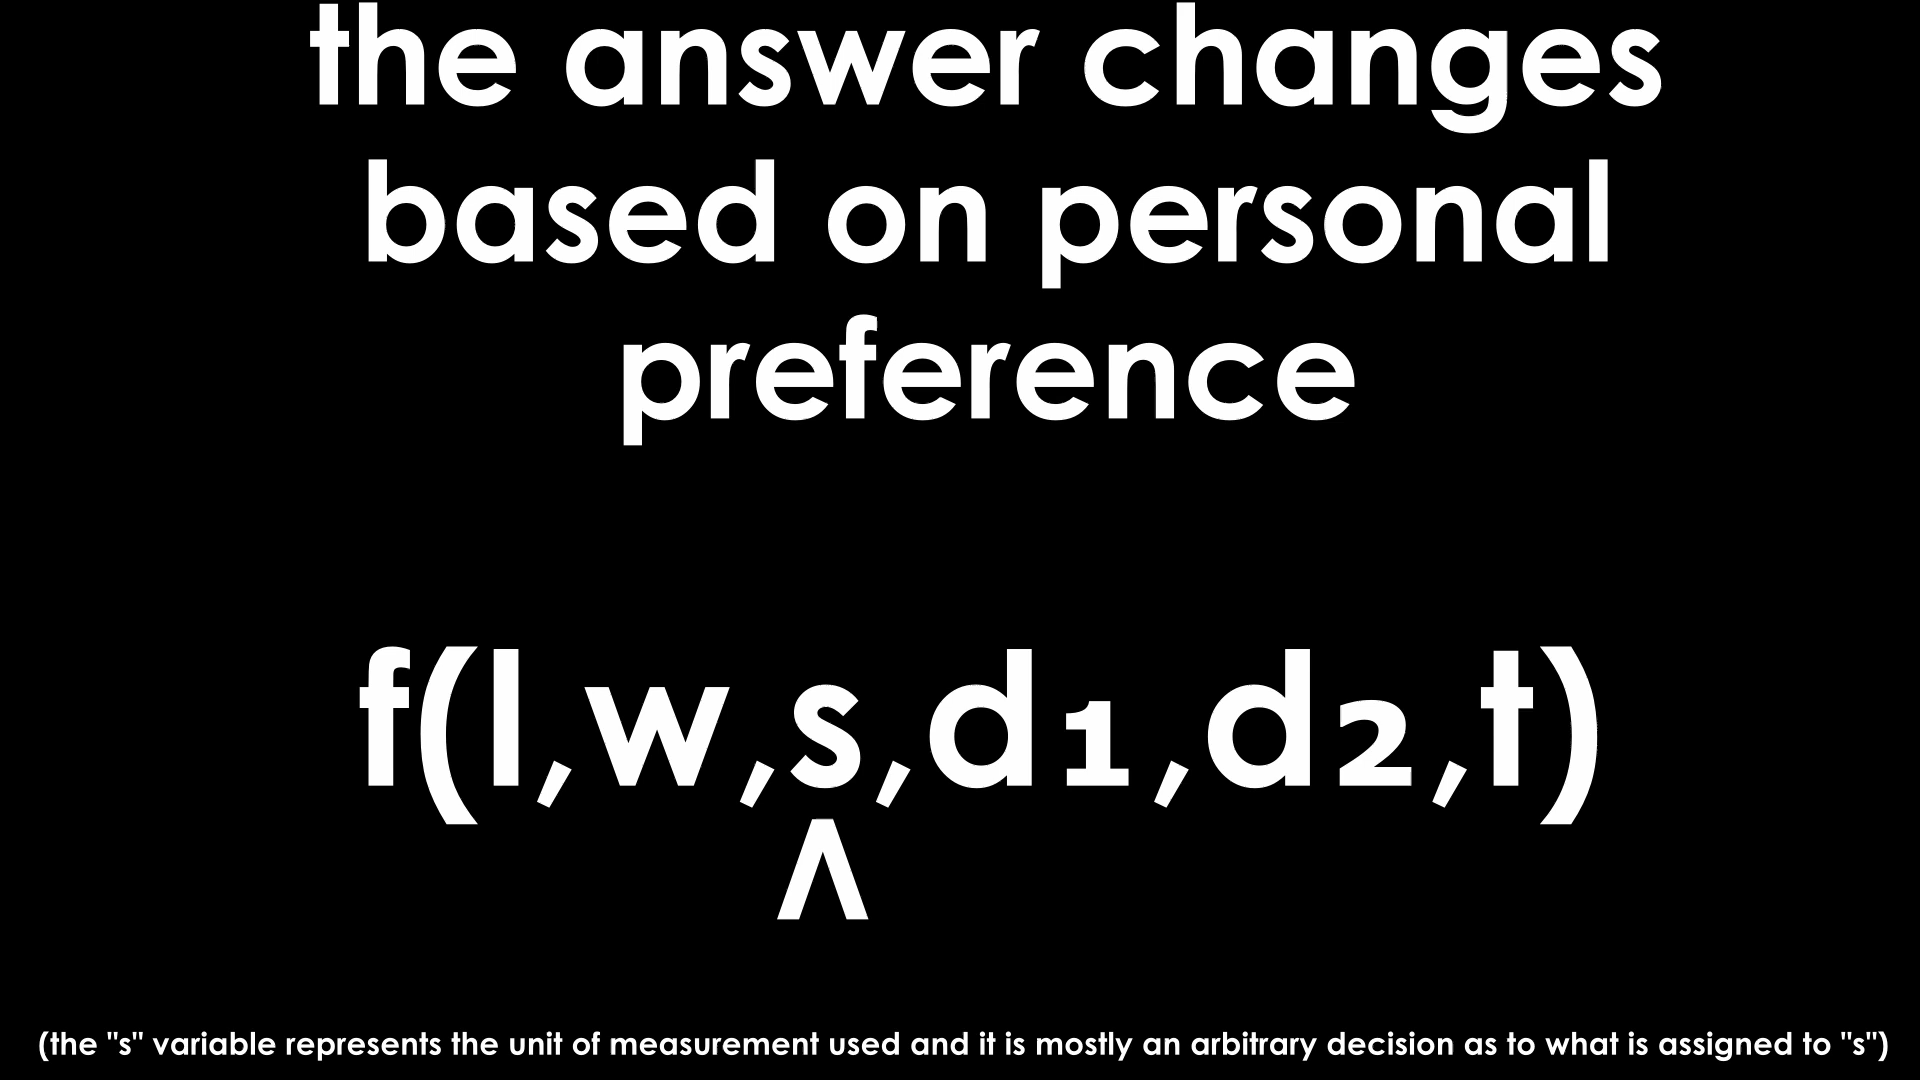 the answer changes
based on personal
preference
f(l,w,s,d1,d2,t)
^
(the "s" variable represents the unit of measurement used and it is mostly an arbitrary decision as to what is assigned to "s")